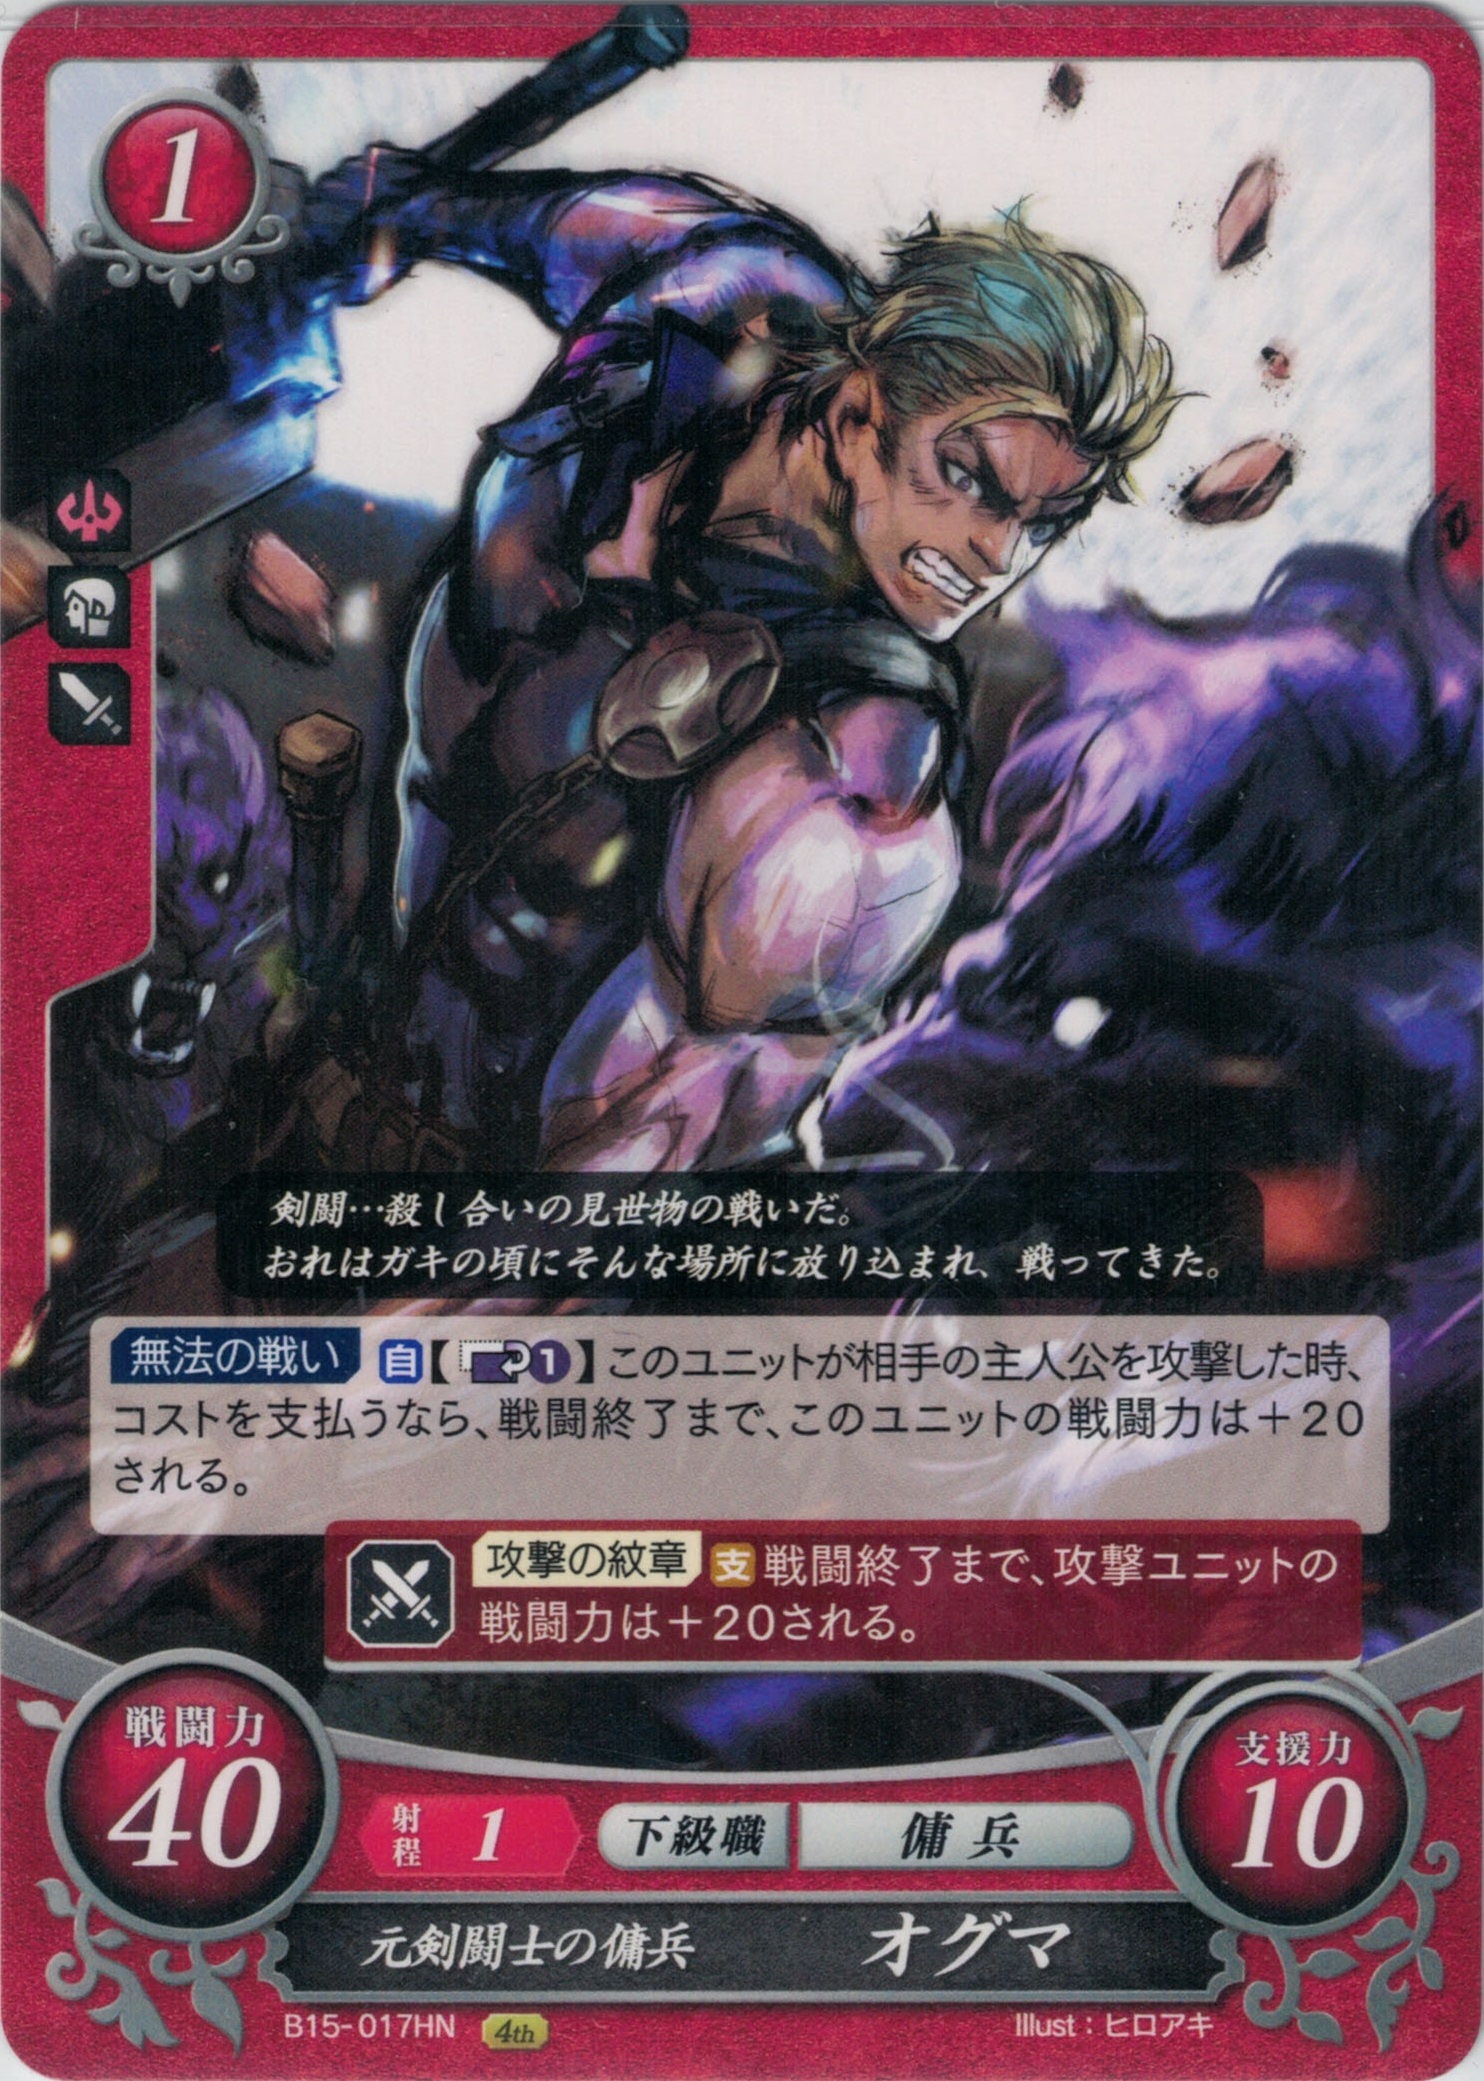 1
剣闘…殺し合いの見世物の戦いだ。
おれはガキの頃にそんな場所に放り込まれ、戦ってきた。
無法の戦い 自【1】このユニットが相手の主人公を攻撃した時、
コストを支払うなら、戦闘終了まで、このユニットの戦闘力は＋20
される。
攻撃の紋章 支 戦闘終了まで、攻撃ユニットの
戦闘力は＋20される。
戦闘力
40
射程 1
下級職
傭兵
支援力
10
元剣闘士の傭兵 オグマ
B15-017HN 4th Illust：ヒロアキ